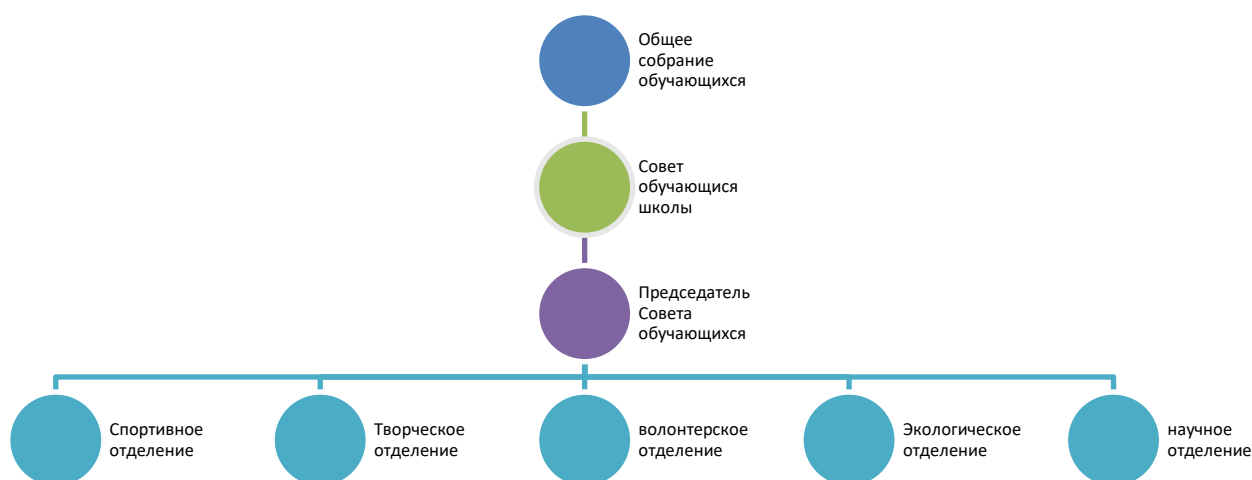 Общее
собрание
обучающихся
Совет
обучающися
школы
Председатель
Совета
обучающихся
Спортивное
отделение
Творческое
отделение
волонтерское
отделение
Экологическое
отделение
научное
отделение